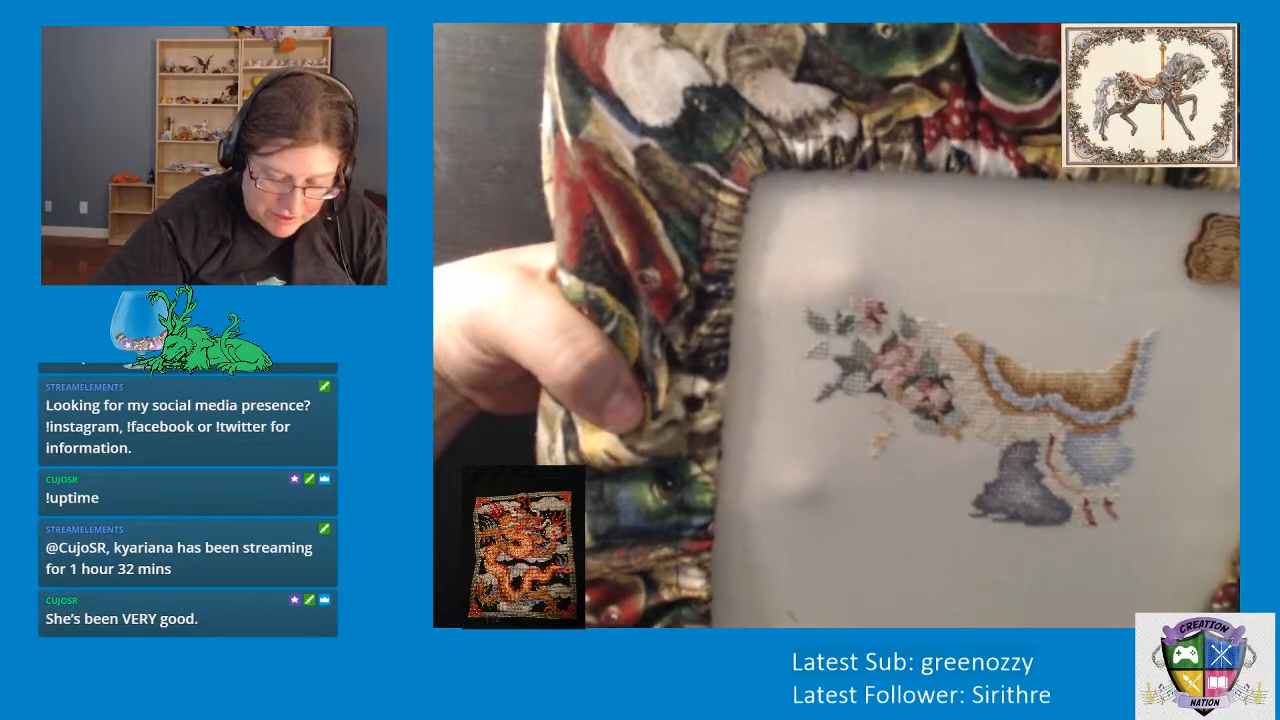 STREAMELEMENTS
Looking for my social media presence?
!instagram, !facebook or !twitter for
information.
CUJOSR
!uptime
STREAMELEMENTS
@CujoSR, kyariana has been streaming
for 1 hour 32 mins
CUJOSR
She's been VERY good.
Latest Sub: greenozzy
Latest Follower: Sirithre
CREATION
NATION